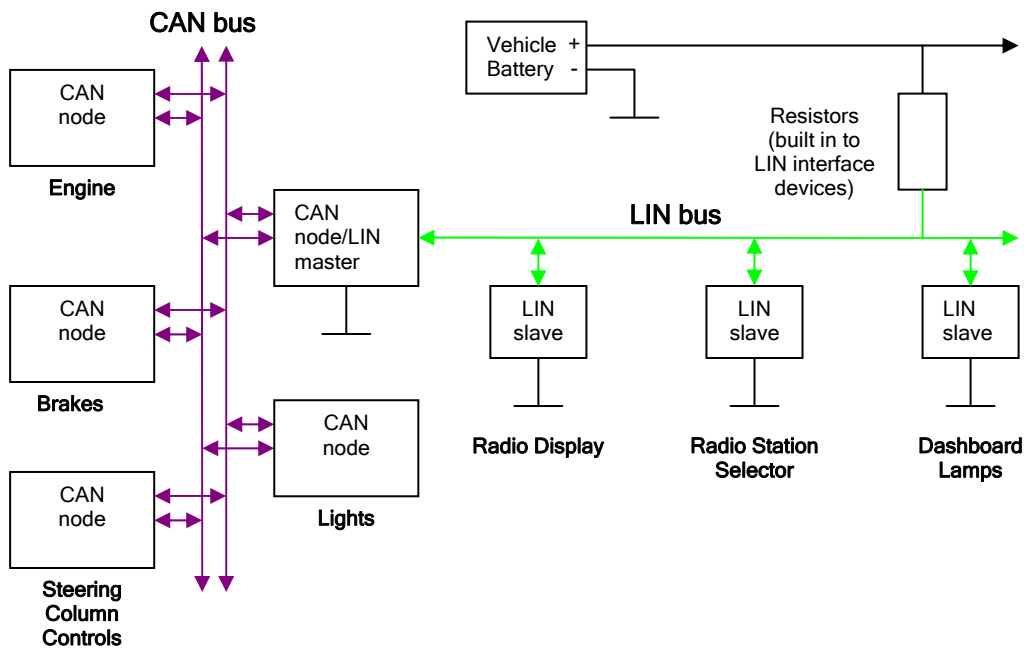 CAN bus
Vehicle +
Battery -
CAN
node
Engine
Resistors
(built in to
LIN interface
devices)
CAN
node/LIN
master
LIN bus
CAN
node
Brakes
LIN
slave
Radio Display
LIN
slave
Radio Station
Selector
LIN
slave
Dashboard
Lamps
CAN
node
Lights
CAN
node
Steering
Column
Controls